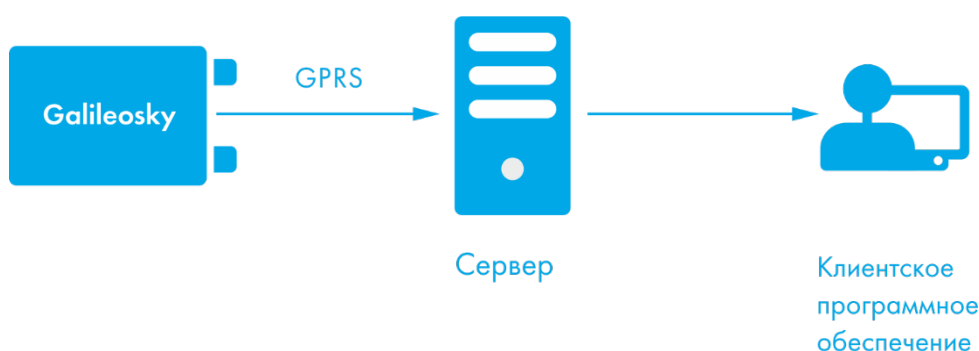 Galileosky
GPRS
Сервер
Клиентское
программное
обеспечение